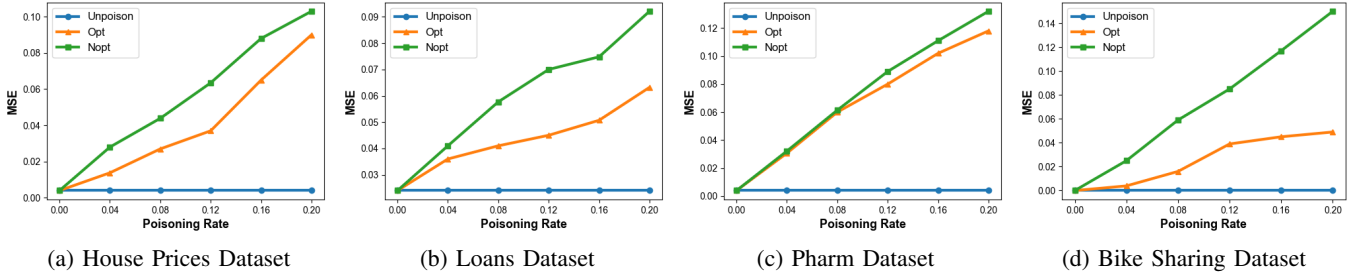 Unpoison
Opt
Nopt
MSE
0.10
0.08
0.06
0.04
0.02
0.00
0.00 0.04 0.08 0.12 0.16 0.20
Poisoning Rate
(a) House Prices Dataset
Unpoison
Opt
Nopt
MSE
0.09
0.08
0.07
0.06
0.05
0.04
0.03
0.00 0.04 0.08 0.12 0.16 0.20
Poisoning Rate
(b) Loans Dataset
Unpoison
Opt
Nopt
MSE
0.12
0.10
0.08
0.06
0.04
0.02
0.00
0.00 0.04 0.08 0.12 0.16 0.20
Poisoning Rate
(c) Pharm Dataset
Unpoison
Opt
Nopt
MSE
0.14
0.12
0.10
0.08
0.06
0.04
0.02
0.00
0.00 0.04 0.08 0.12 0.16 0.20
Poisoning Rate
(d) Bike Sharing Dataset